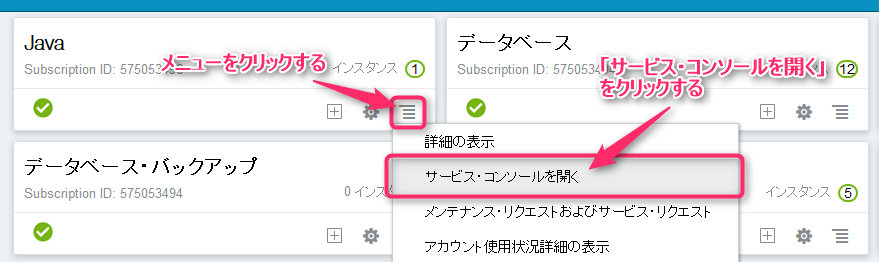 Java
Subscription ID: 575053486
メニューをクリックする
インスタンス 1
データベース
Subscription ID: 5750534
「サービス・コンソールを開く」
をクリックする
12
詳細の表示
サービス・コンソールを開く
メンテナンス・リクエストおよびサービス・リクエスト
アカウント使用状況詳細の表示
データベース・バックアップ
Subscription ID: 575053494
0 インスタ
インスタンス 5